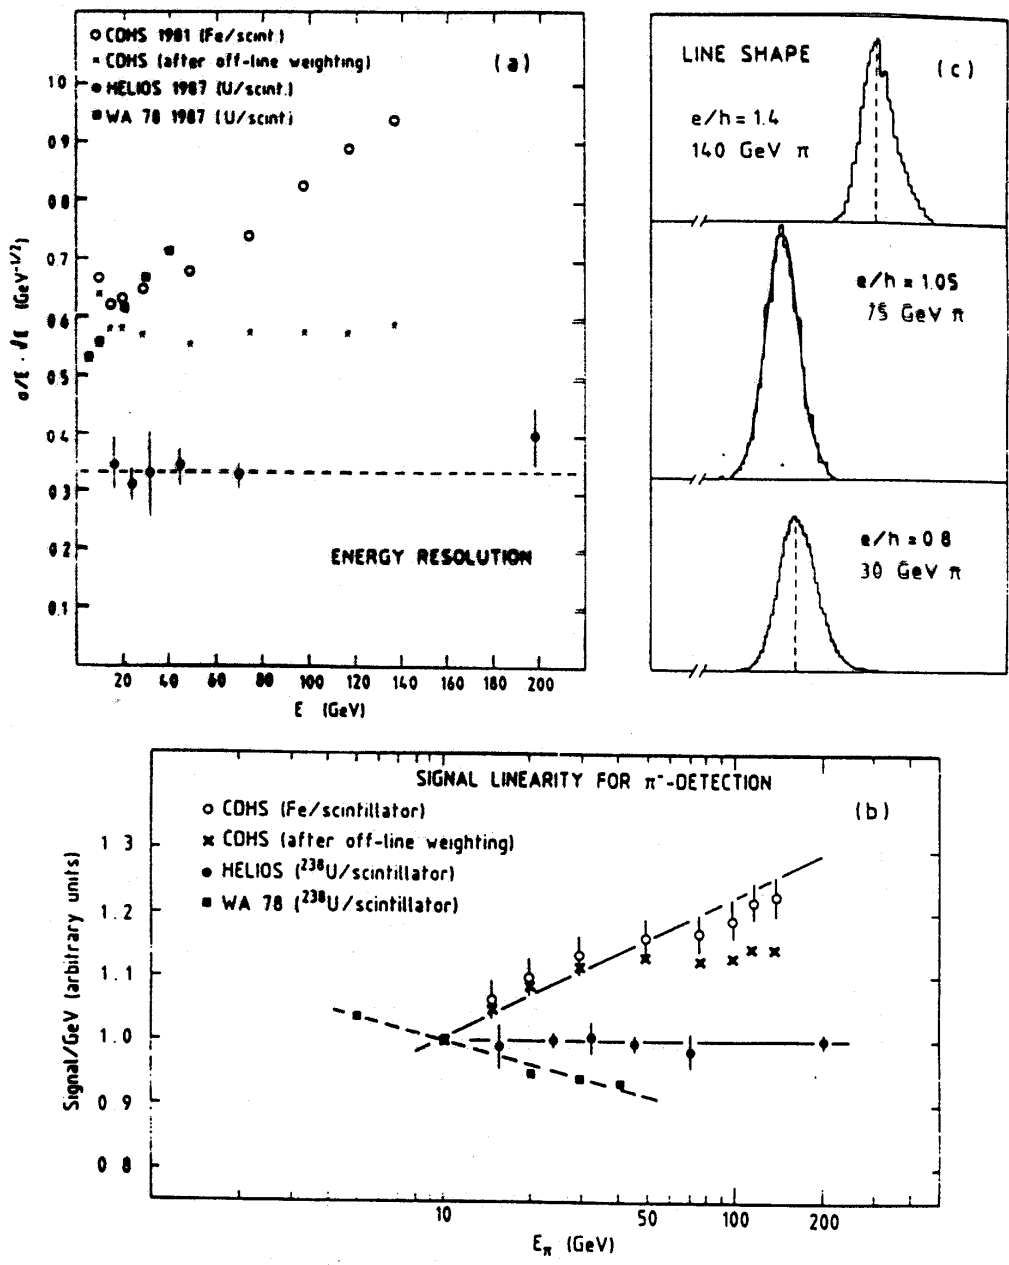 CDHS 1981 (Fe/scint.)
CDHS (after off-line weighting)
HELIOS 1987 (U/scint.)
WA 78 1987 (U/scint)
(a)
1 0
0.9
0.8
0.7
0.6
0.5
0.4
0.3
0.2
0.1
σ/E · √E (GeV-1/2)
ENERGY RESOLUTION
20 40 60 80 100 120 140 160 180 200
E (GeV)
LINE SHAPE
(c)
e/h = 1.4
140 GeV π
e/h = 1.05
75 GeV π
e/h = 0 8
30 GeV π
SIGNAL LINEARITY FOR π⁻-DETECTION
(b)
CDHS (Fe/scintillator)
CDHS (after off-line weighting)
HELIOS (²³⁸U/scintillator)
WA 78 (²³⁸U/scintillator)
1 3
1.2
1.1
1.0
0 9
0 8
Signal/GeV (arbitrary units)
10 50 100 200
Eπ (GeV)